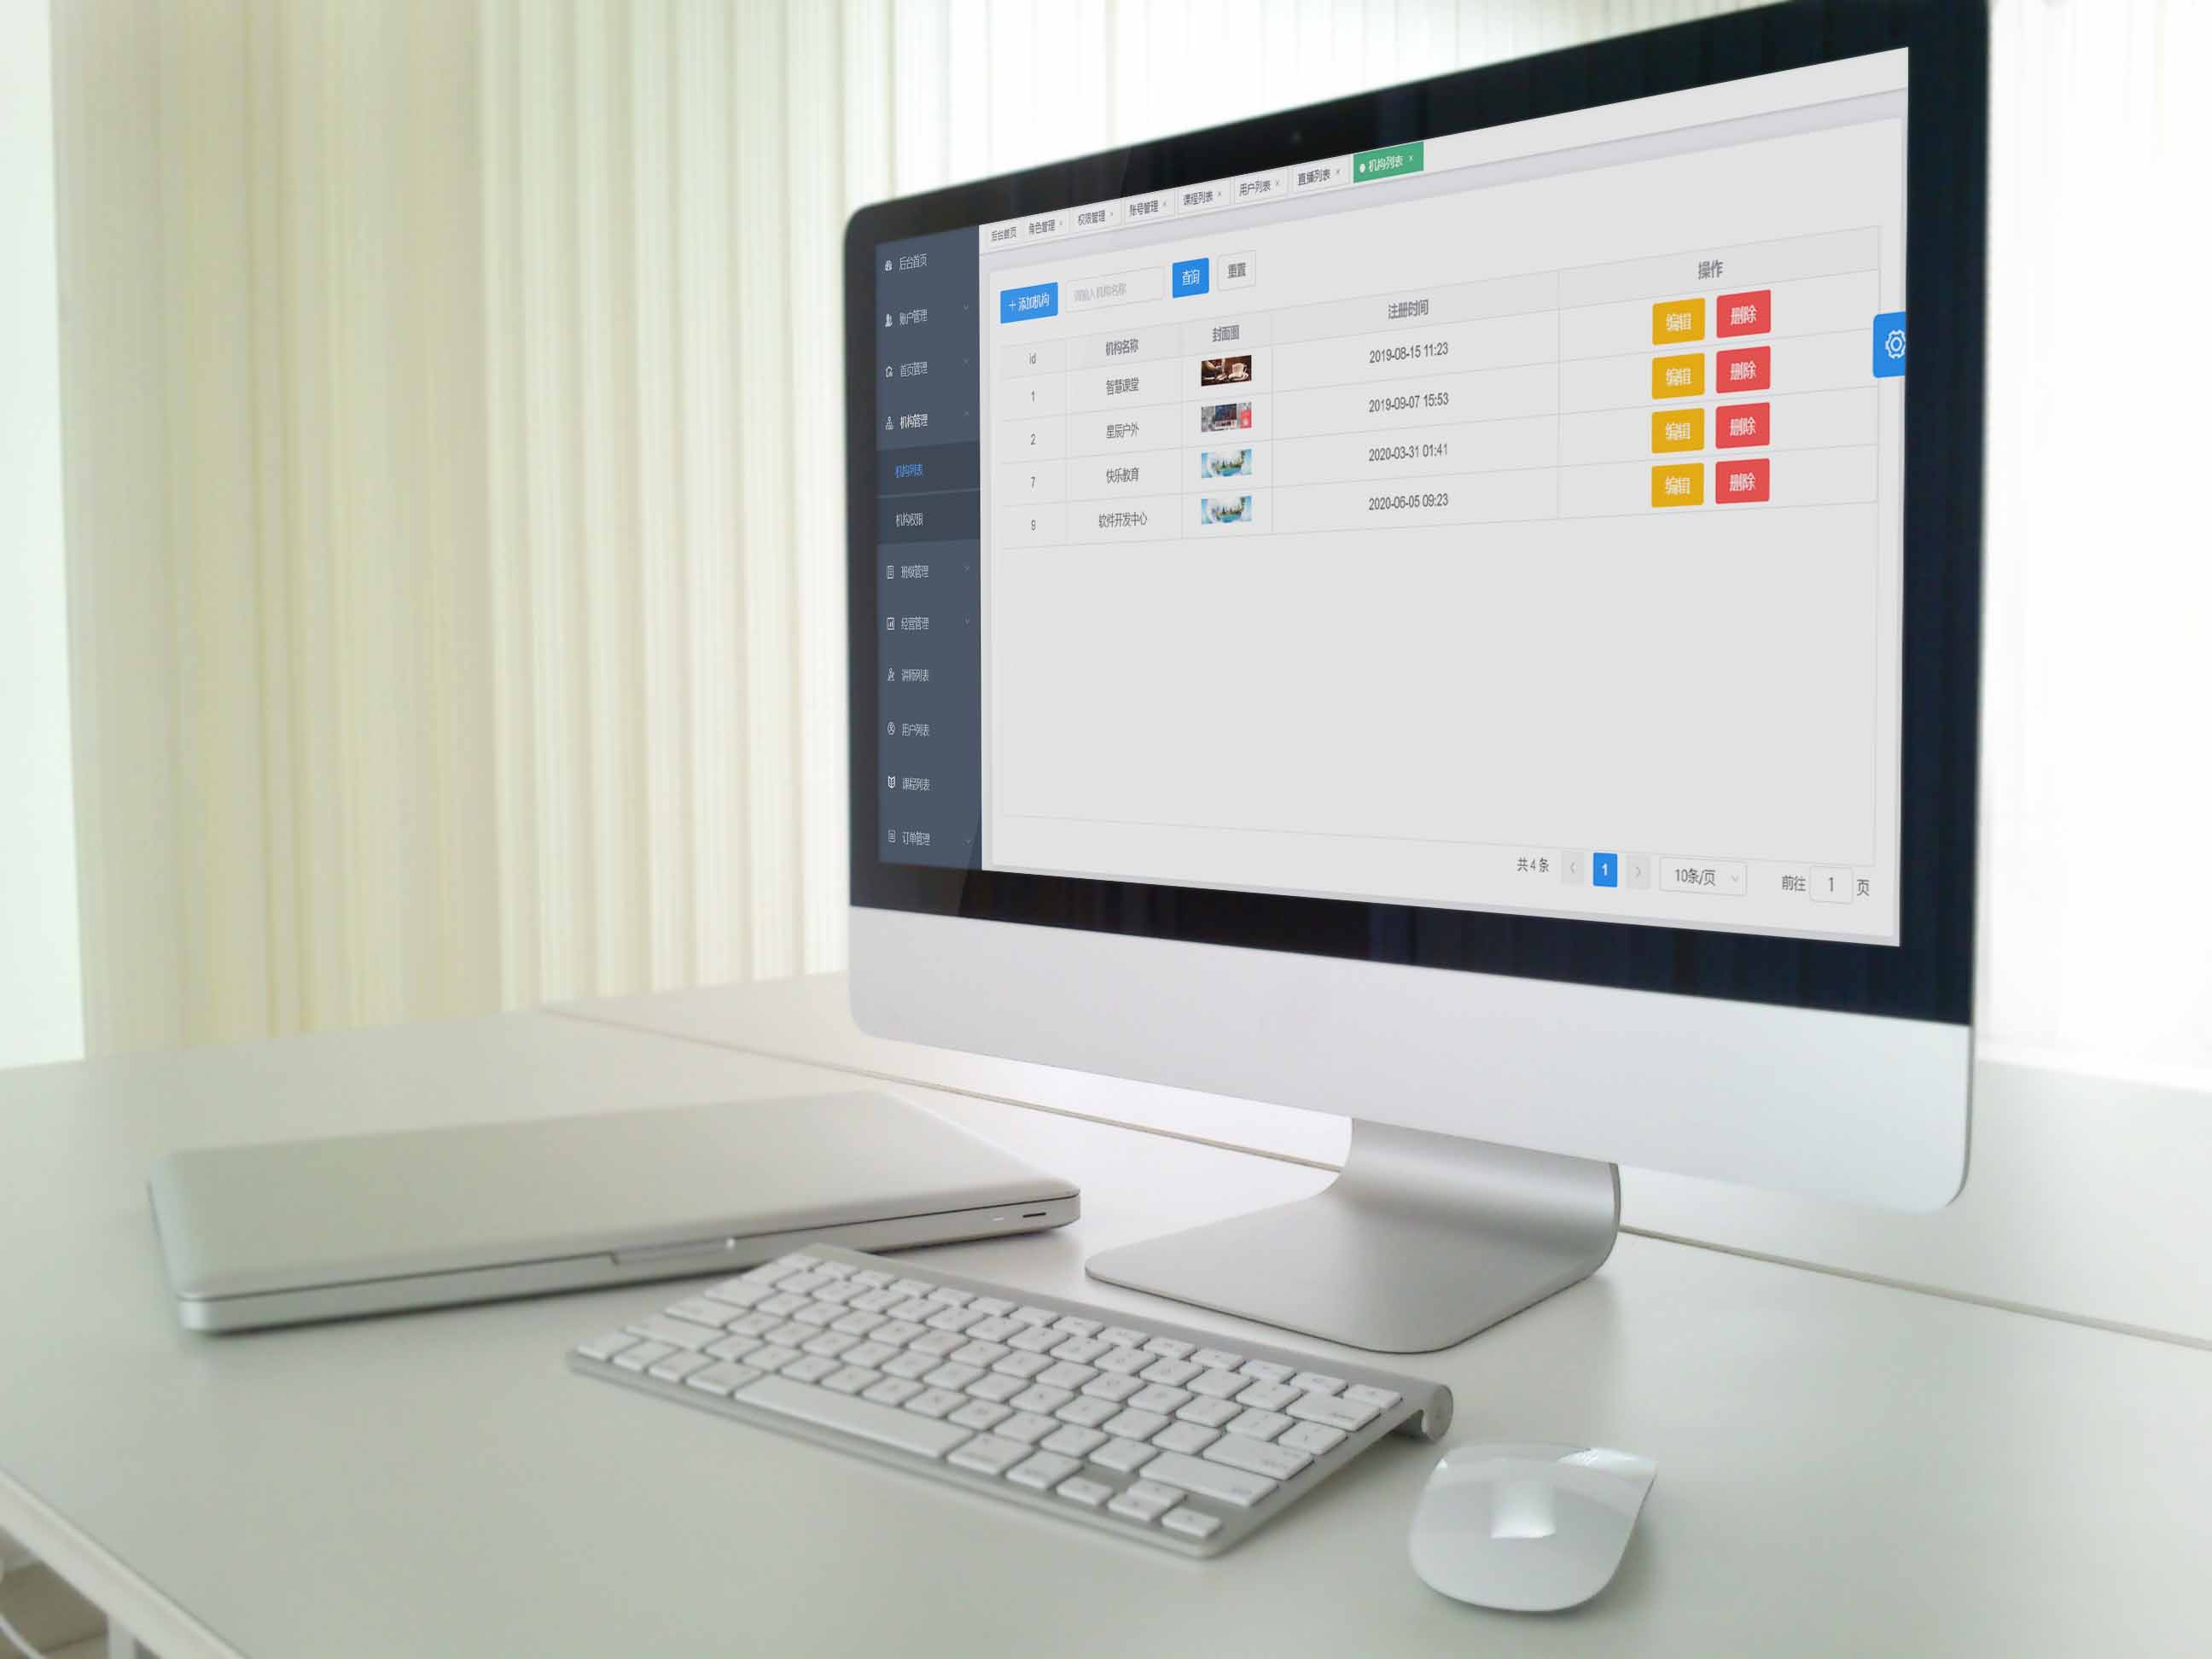 后台首页 角色管理 × 权限管理 × 账号管理 × 课程列表 × 用户列表 × 直播列表 × 机构列表 ×
后台首页
账户管理
首页管理
机构管理
机构列表
机构权限
班级管理
经营管理
讲师列表
用户列表
课程列表
订单管理
+ 添加机构 请输入机构名称 查询 重置
id 机构名称 封面图 注册时间 操作
1 智慧课堂 2019-08-15 11:23 编辑 删除
2 星辰户外 2019-09-07 15:53 编辑 删除
7 快乐教育 2020-03-31 01:41 编辑 删除
9 软件开发中心 2020-06-05 09:23 编辑 删除
共 4 条 < 1 > 10条/页 前往 1 页